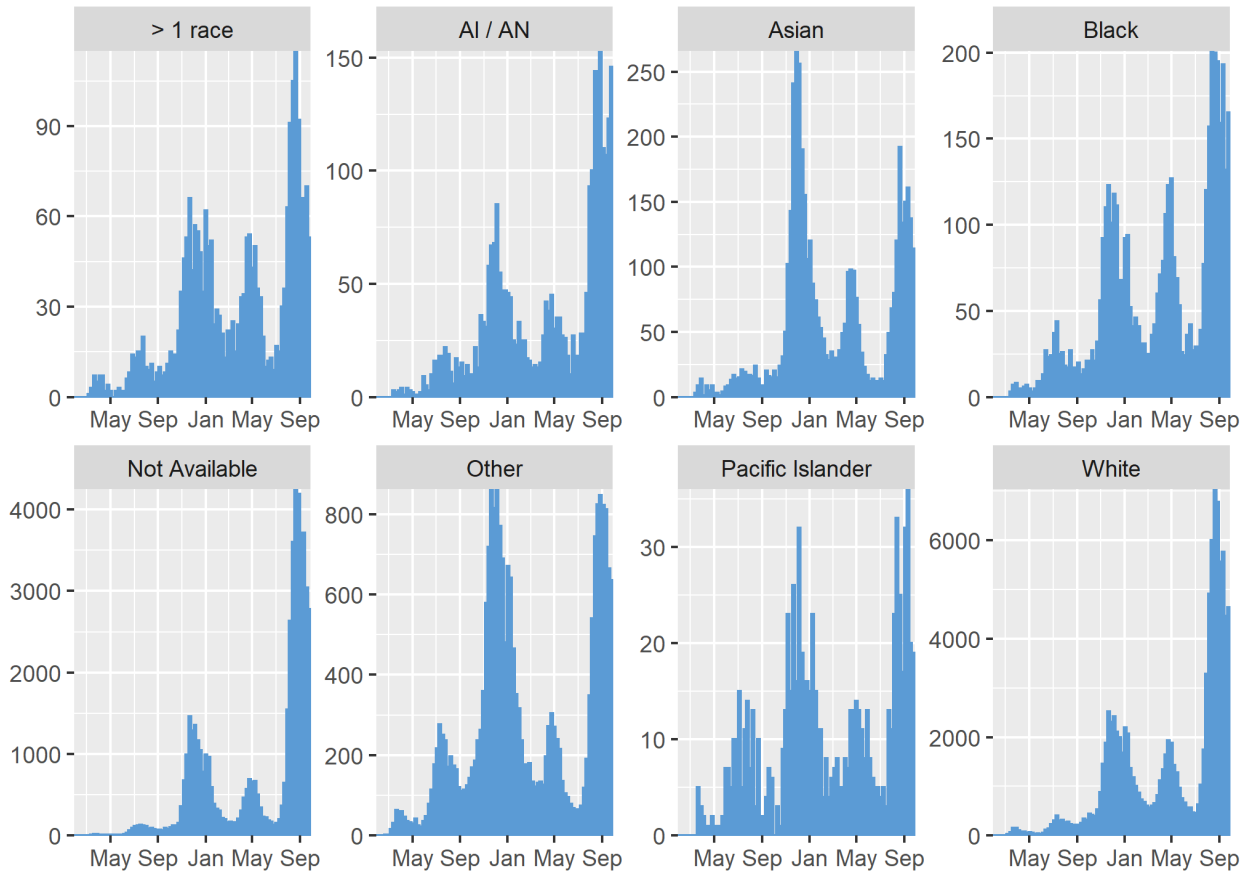 > 1 race
AI / AN
Asian
Black
90
60
30
0
150
100
50
0
250
200
150
100
50
0
200
150
100
50
0
May Sep Jan May Sep
May Sep Jan May Sep
May Sep Jan May Sep
May Sep Jan May Sep
Not Available
Other
Pacific Islander
White
4000
3000
2000
1000
0
800
600
400
200
0
30
20
10
0
6000
4000
2000
0
May Sep Jan May Sep
May Sep Jan May Sep
May Sep Jan May Sep
May Sep Jan May Sep